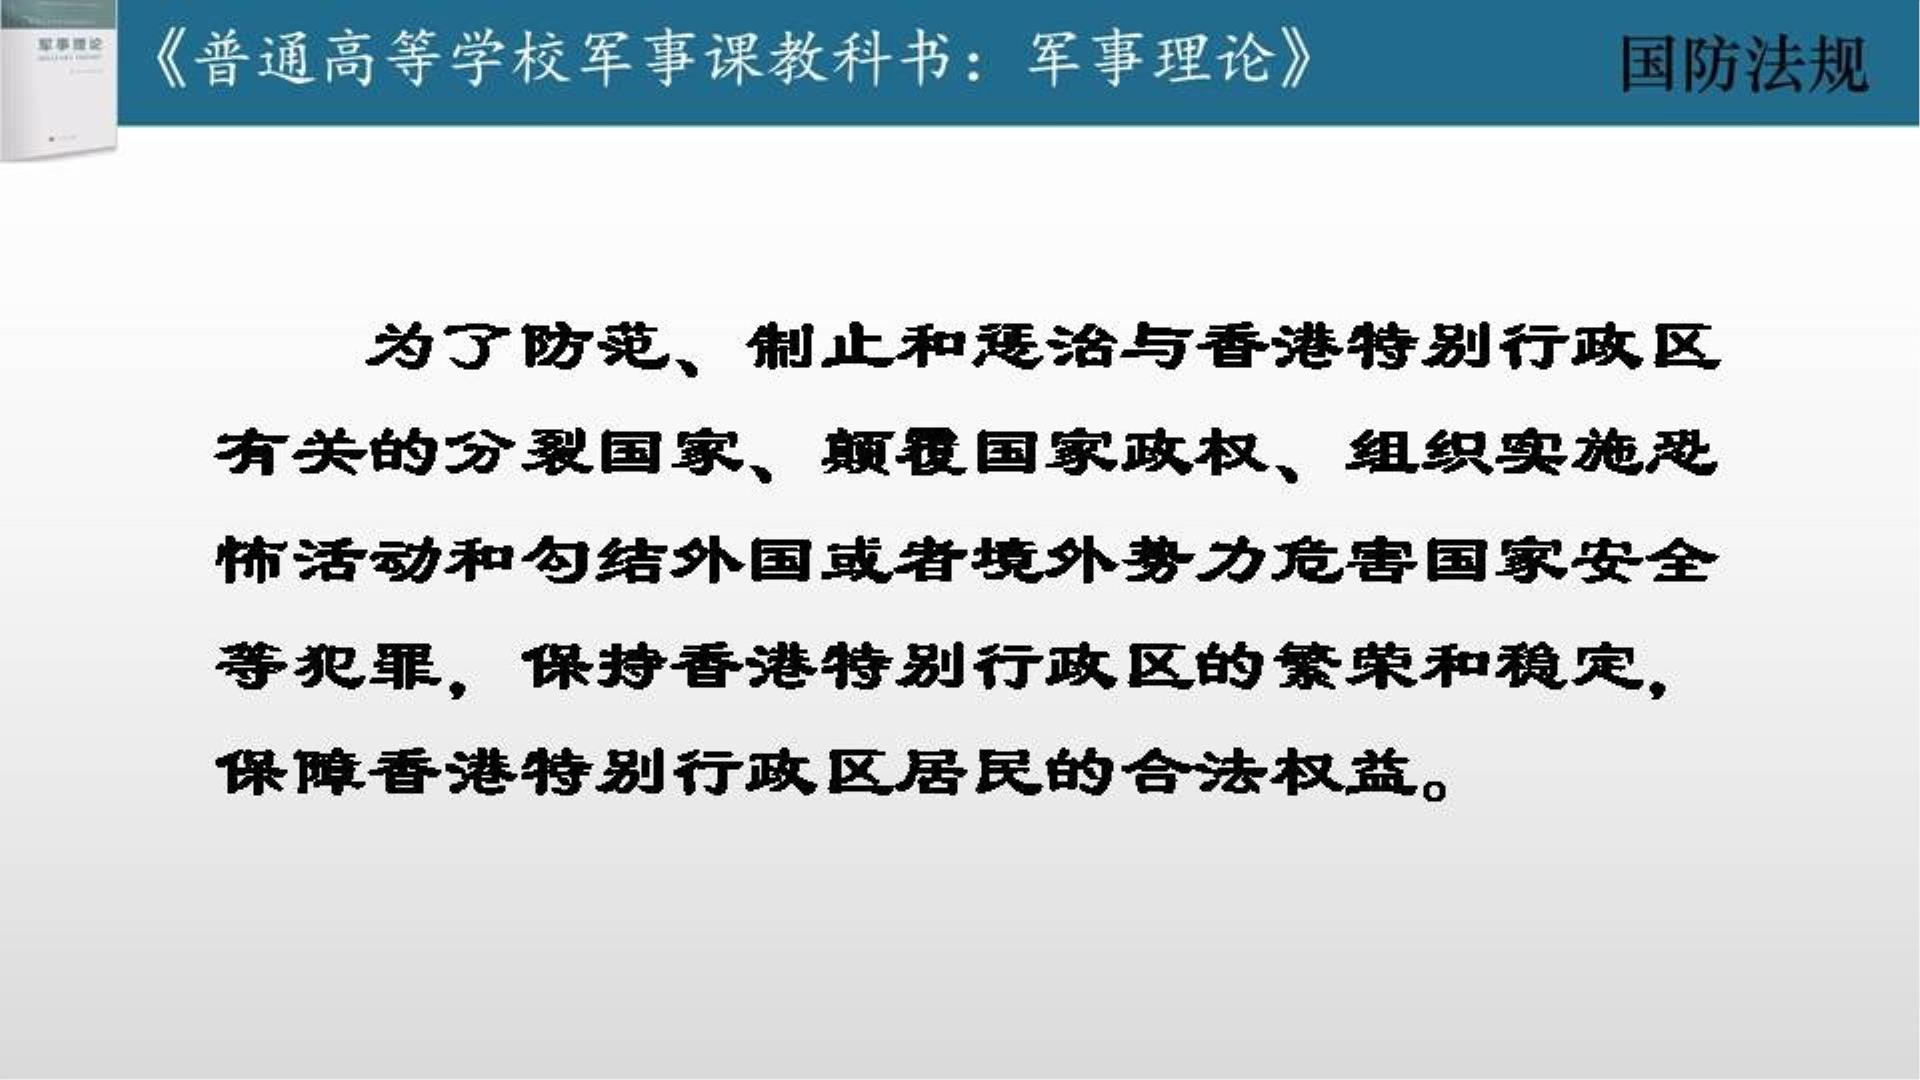 军事理论
《普通高等学校军事课教科书：军事理论》
国防法规
为了防范、制止和惩治与香港特别行政区
有关的分裂国家、颠覆国家政权、组织实施恐
怖活动和勾结外国或者境外势力危害国家安全
等犯罪，保持香港特别行政区的繁荣和稳定，
保障香港特别行政区居民的合法权益。